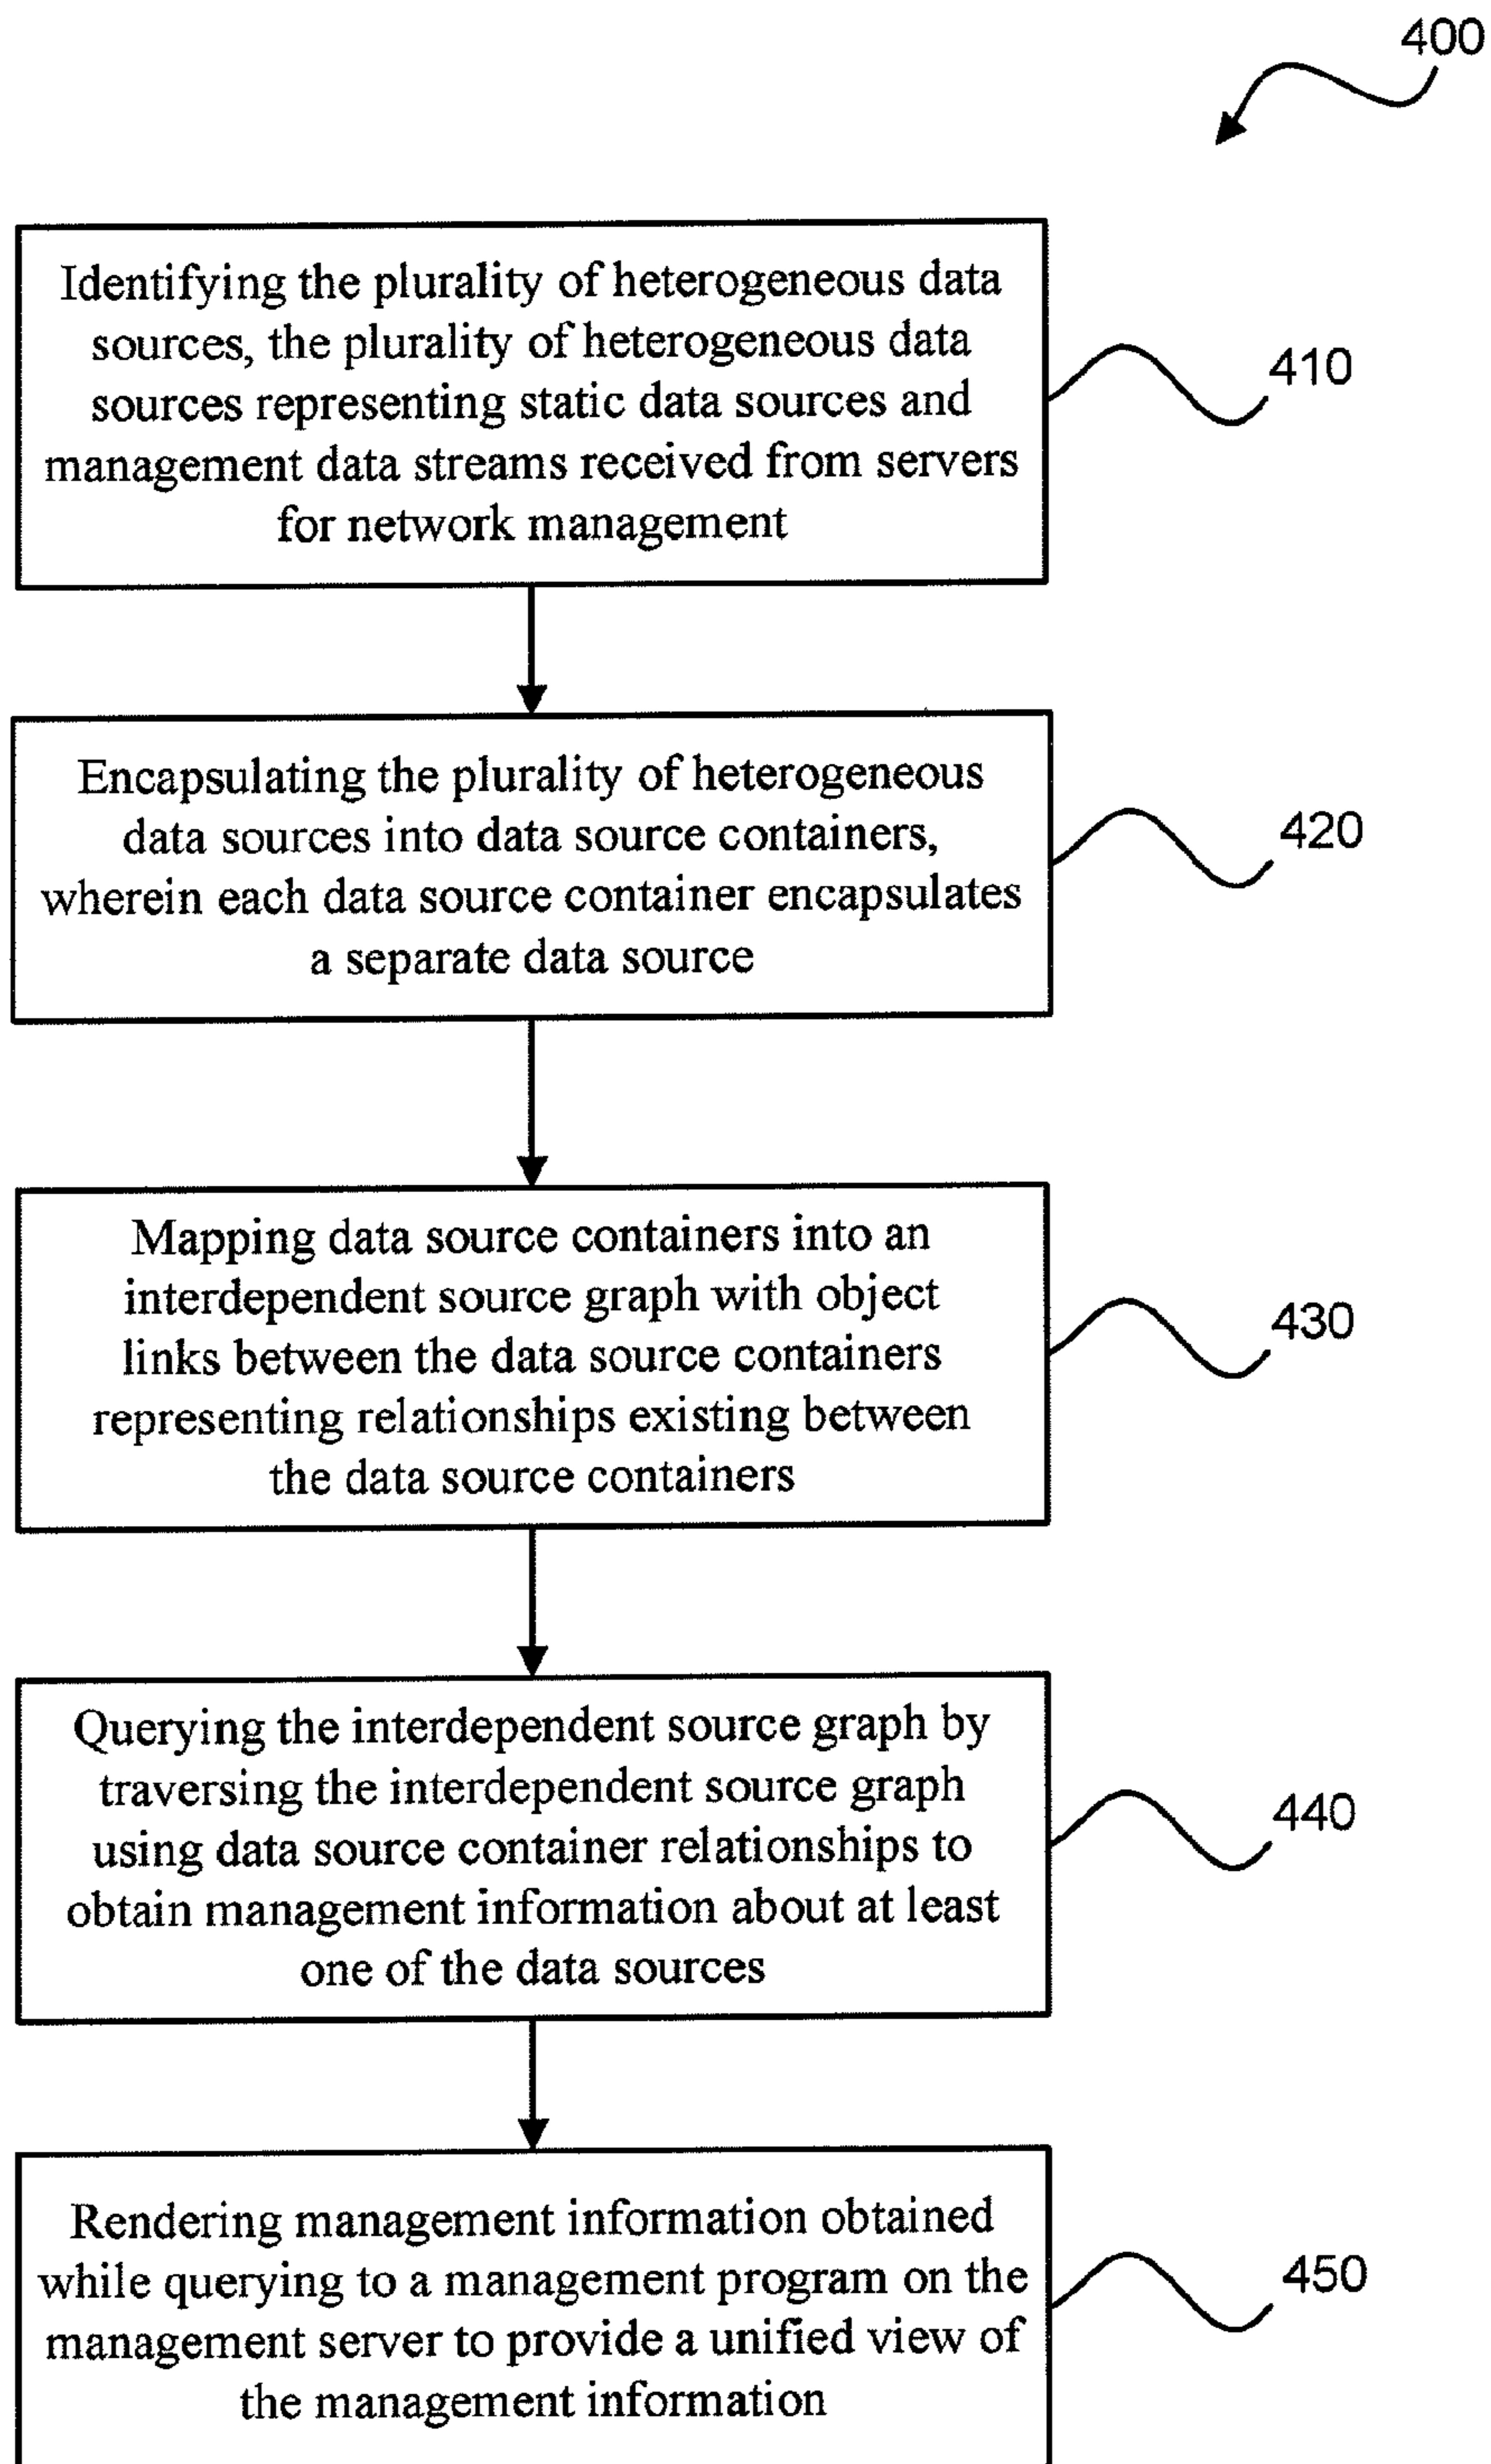 400
Identifying the plurality of heterogeneous data
sources, the plurality of heterogeneous data
sources representing static data sources and
management data streams received from servers
for network management
410
Encapsulating the plurality of heterogeneous
data sources into data source containers,
wherein each data source container encapsulates
a separate data source
420
Mapping data source containers into an
interdependent source graph with object
links between the data source containers
representing relationships existing between
the data source containers
430
Querying the interdependent source graph by
traversing the interdependent source graph
using data source container relationships to
obtain management information about at least
one of the data sources
440
Rendering management information obtained
while querying to a management program on the
management server to provide a unified view of
the management information
450